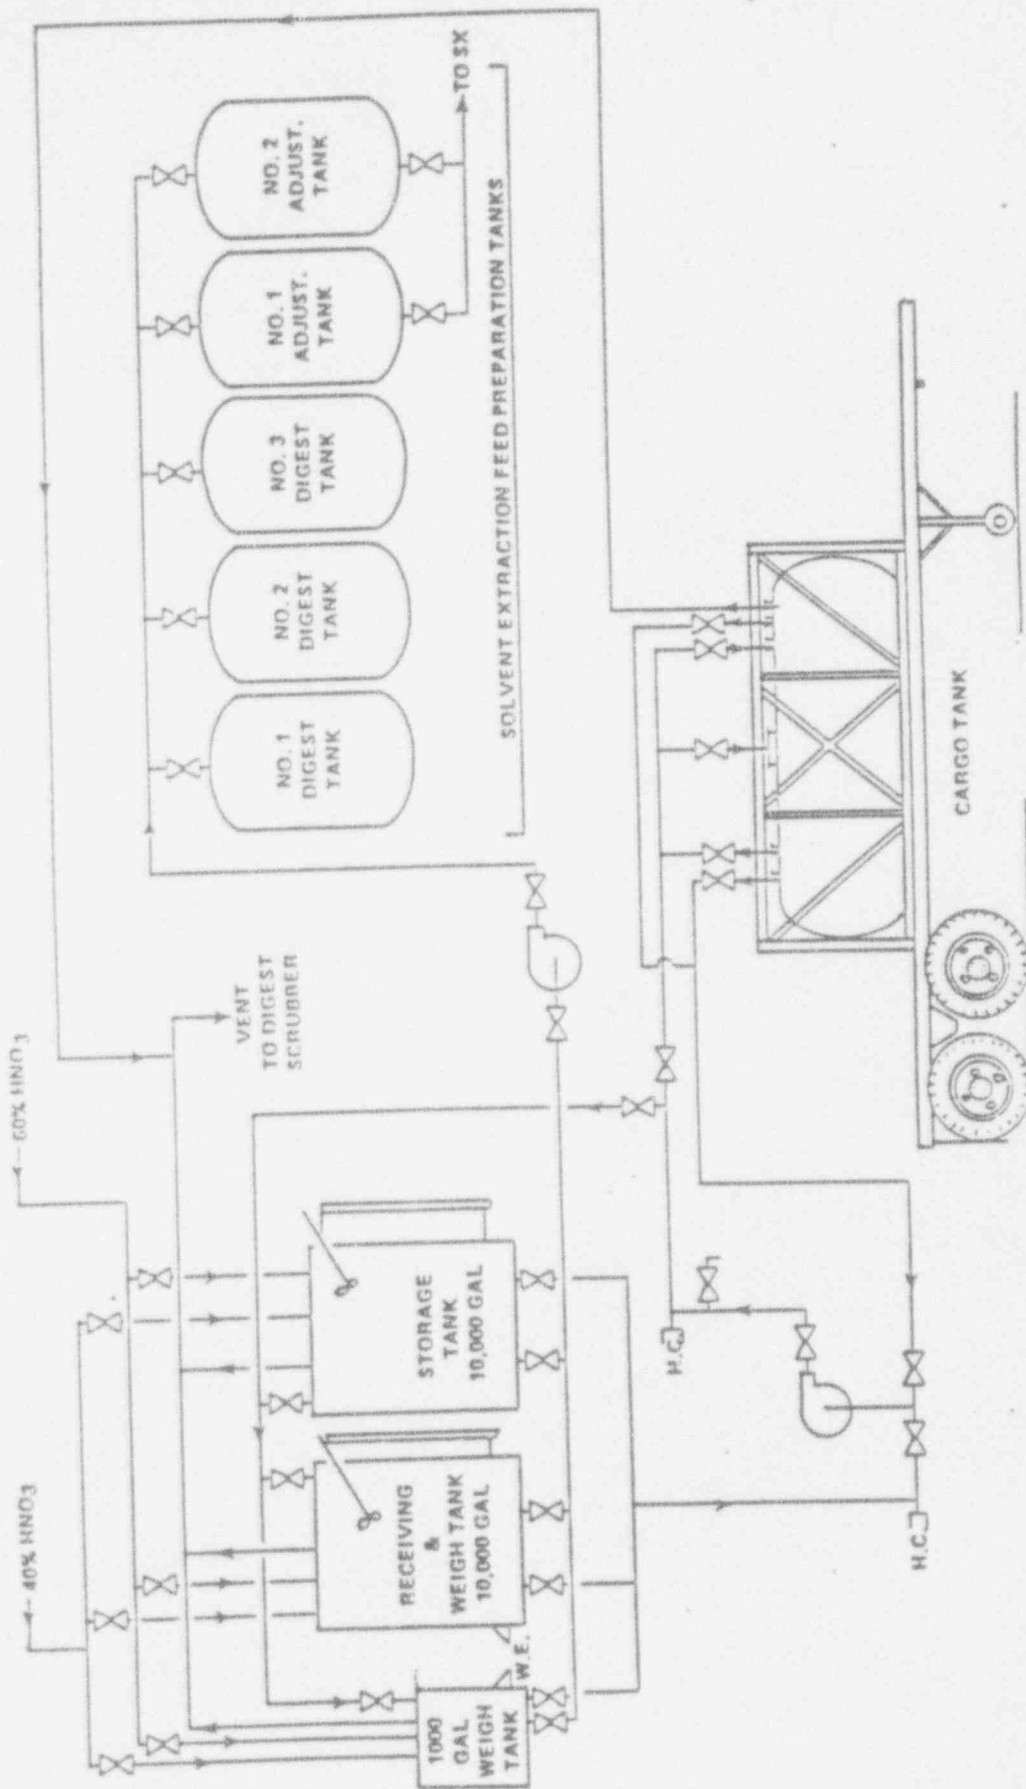 40% HNO3
60% HNO3
VENT
TO DIGEST
SCRUBBER
1000
GAL
WEIGH
TANK
W.E.
RECEIVING
&
WEIGH TANK
10,000 GAL
STORAGE
TANK
10,000 GAL
NO. 1
DIGEST
TANK
NO. 2
DIGEST
TANK
NO. 3
DIGEST
TANK
NO. 1
ADJUST.
TANK
NO. 2
ADJUST.
TANK
TO SX
SOLVENT EXTRACTION FEED PREPARATION TANKS
H.C.
H.C.
CARGO TANK